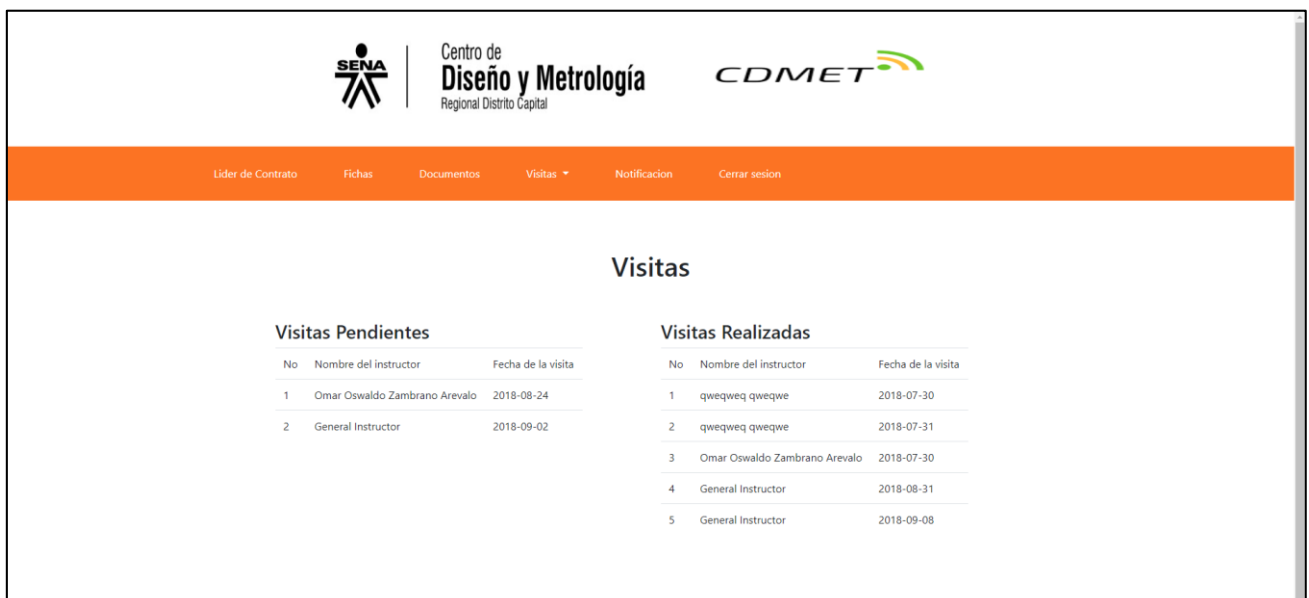 SENA
Centro de
Diseño y Metrología
Regional Distrito Capital
CDMET
Lider de Contrato Fichas Documentos Visitas Notificacion Cerrar sesion
Visitas
Visitas Pendientes
No Nombre del instructor Fecha de la visita
1 Omar Oswaldo Zambrano Arevalo 2018-08-24
2 General Instructor 2018-09-02
Visitas Realizadas
No Nombre del instructor Fecha de la visita
1 qweqweq qweqwe 2018-07-30
2 qweqweq qweqwe 2018-07-31
3 Omar Oswaldo Zambrano Arevalo 2018-07-30
4 General Instructor 2018-08-31
5 General Instructor 2018-09-08